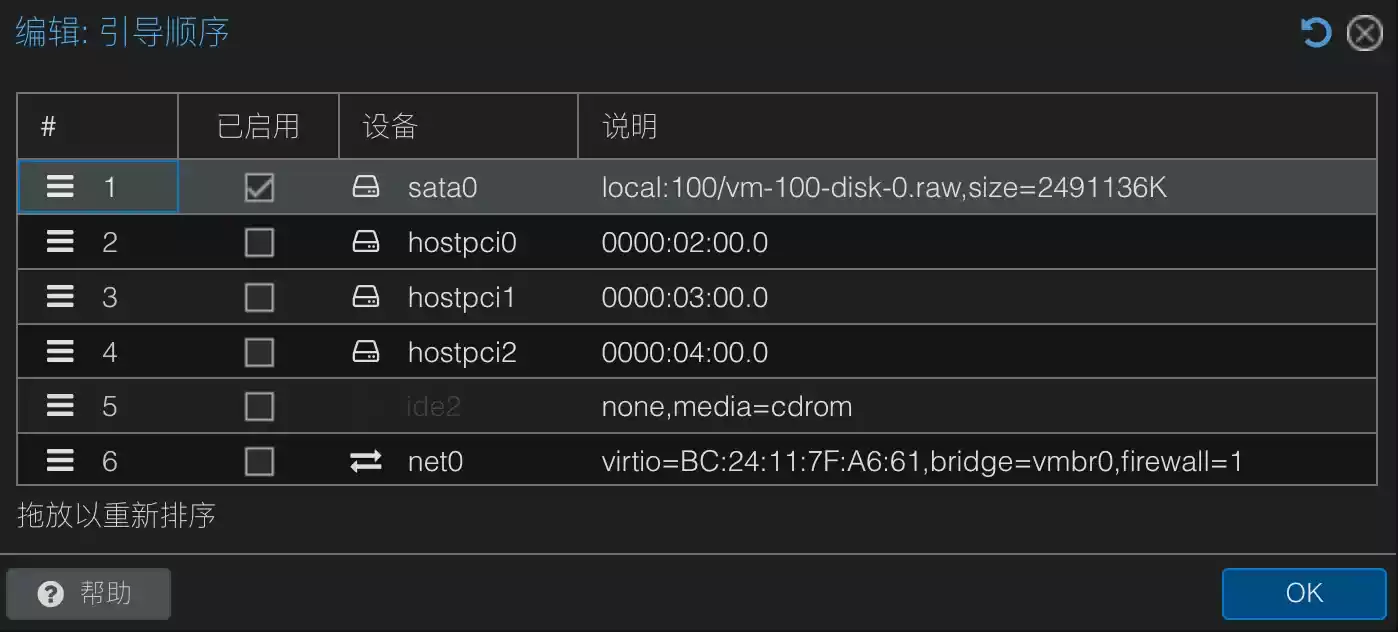 编辑: 引导顺序
# 已启用 设备 说明
1 sata0 local:100/vm-100-disk-0.raw,size=2491136K
2 hostpci0 0000:02:00.0
3 hostpci1 0000:03:00.0
4 hostpci2 0000:04:00.0
5 ide2 none,media=cdrom
6 net0 virtio=BC:24:11:7F:A6:61,bridge=vmbr0,firewall=1
拖放以重新排序
? 帮助 OK